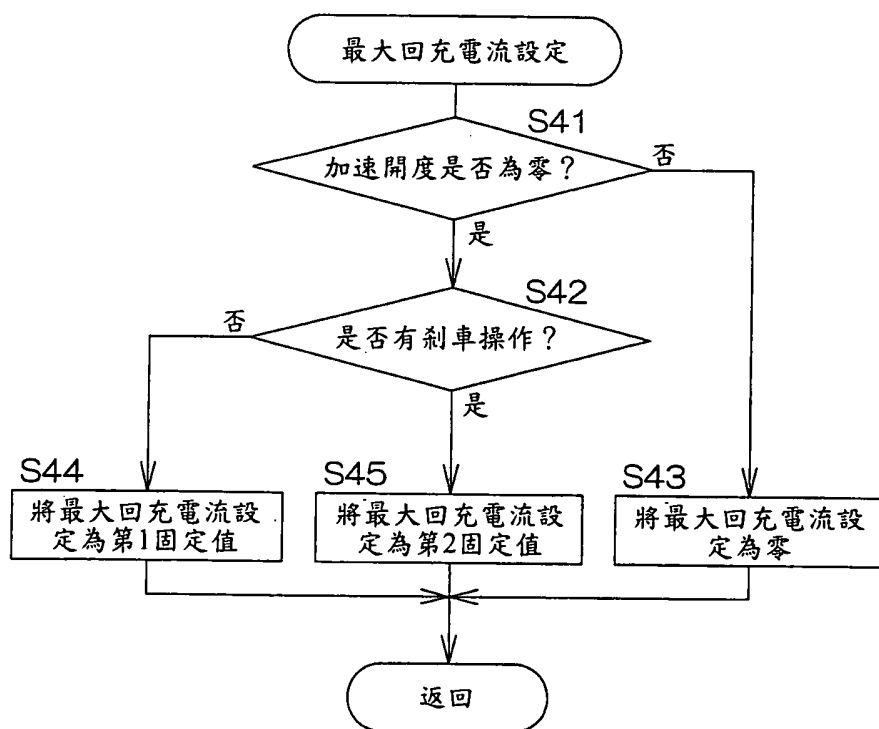 最大回充電流設定
S41
加速開度是否為零？
否
是
S42
是否有剎車操作？
否
是
S44
將最大回充電流設
定為第1固定值
S45
將最大回充電流設
定為第2固定值
S43
將最大回充電流設
定為零
返回